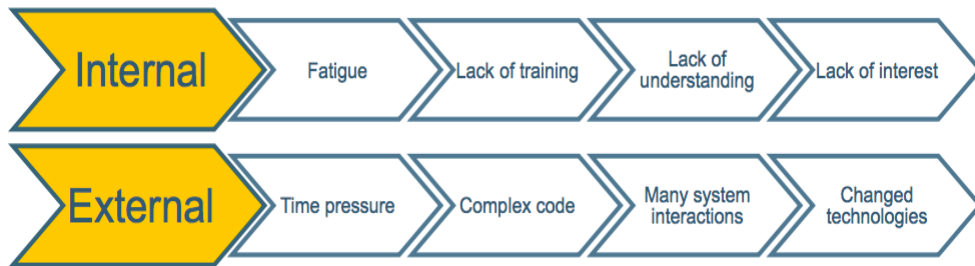 Internal
Fatigue
Lack of training
Lack of
understanding
Lack of interest
External
Time pressure
Complex code
Many system
interactions
Changed
technologies